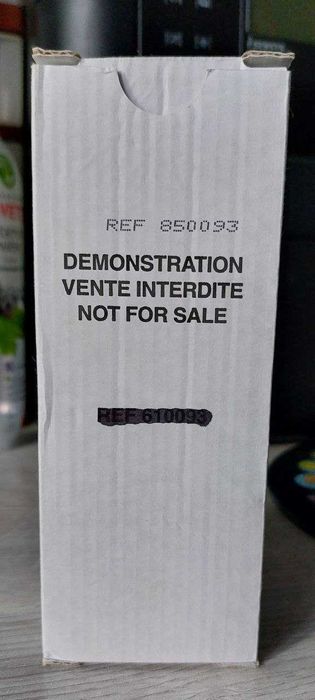 REF 850093
DEMONSTRATION
VENTE INTERDITE
NOT FOR SALE
REF 610093